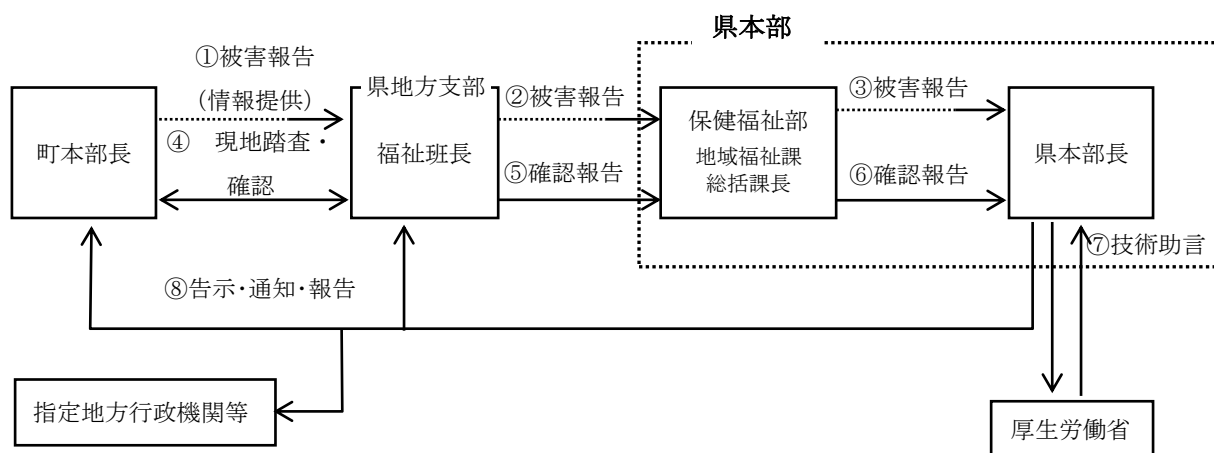 県本部
①被害報告
(情報提供)
④ 現地踏査・
確認
町本部長
県地方支部
福祉班長
②被害報告
⑤確認報告
保健福祉部
地域福祉課
総括課長
③被害報告
⑥確認報告
県本部長
⑦技術助言
⑧告示・通知・報告
指定地方行政機関等
厚生労働省